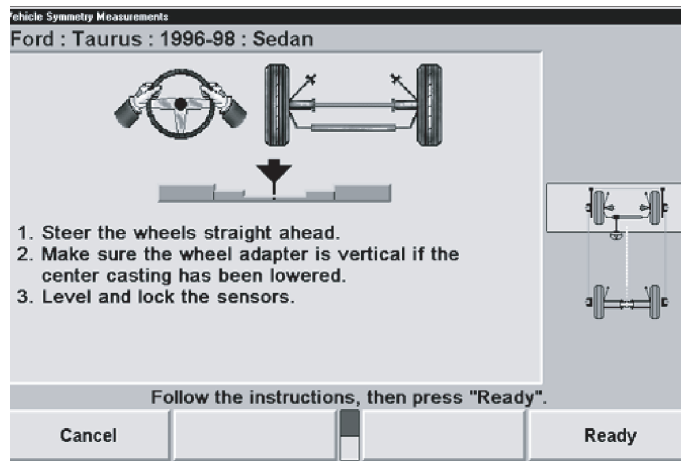 Vehicle Symmetry Measurements
Ford : Taurus : 1996-98 : Sedan
1. Steer the wheels straight ahead.
2. Make sure the wheel adapter is vertical if the
center casting has been lowered.
3. Level and lock the sensors.
Follow the instructions, then press "Ready".
Cancel
Ready